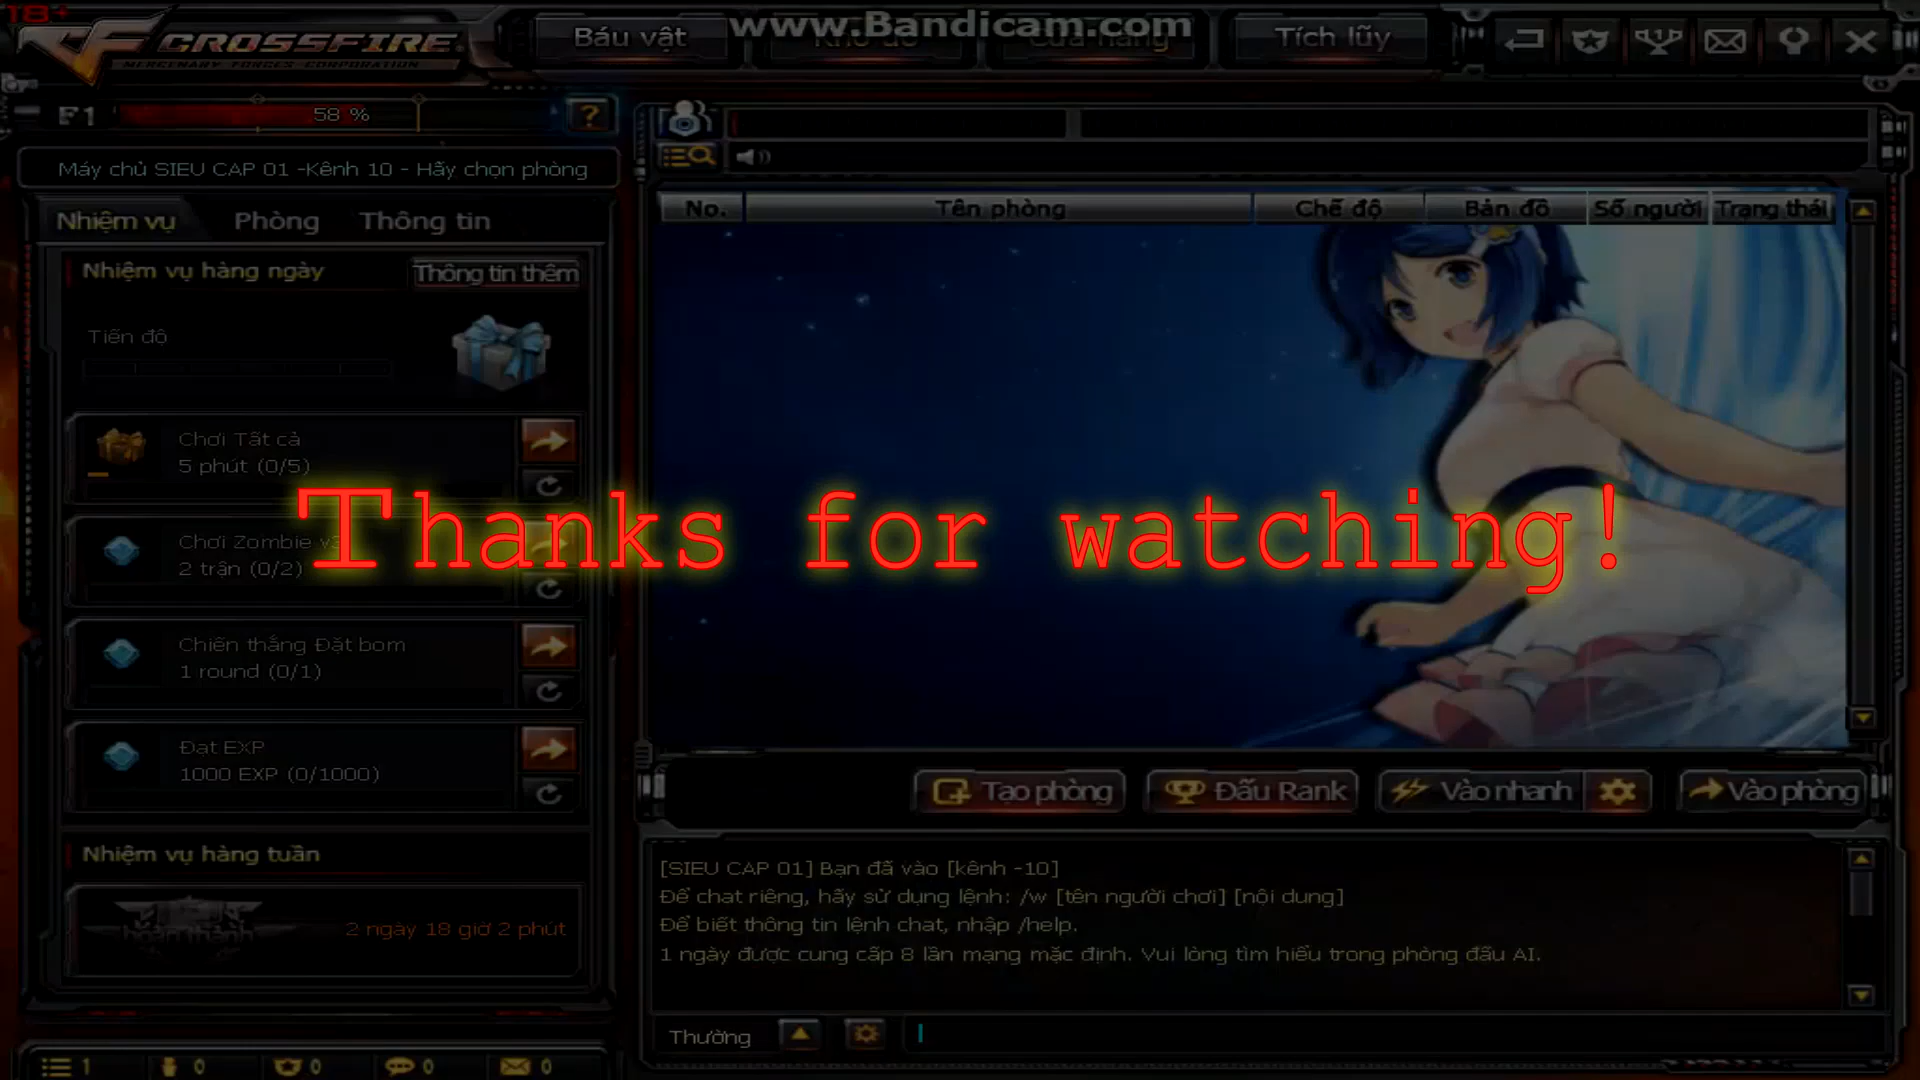 18+
www.Bandicam.com
CROSSFIRE
MERCENARY FORCES CORPORATION
Báu vật
Kho đồ
Cửa hàng
Tích lũy
F1
58 %
?
Máy chủ SIEU CAP 01 -Kênh 10 - Hãy chọn phòng
Nhiệm vụ
Phòng
Thông tin
Nhiệm vụ hàng ngày
Thông tin thêm
Tiến độ
Chơi Tất cả
5 phút (0/5)
Chơi Zombie v3
2 trận (0/2)
Chiến thắng Đặt bom
1 round (0/1)
Đạt EXP
1000 EXP (0/1000)
Nhiệm vụ hàng tuần
hoàn thành
2 ngày 18 giờ 2 phút
1
0
0
0
0
No.
Tên phòng
Chế độ
Bản đồ
Số người
Trạng thái
Thanks for watching!
Tạo phòng
Đấu Rank
Vào nhanh
Vào phòng
[SIEU CAP 01] Bạn đã vào [kênh -10]
Để chat riêng, hãy sử dụng lệnh: /w [tên người chơi] [nội dung]
Để biết thông tin lệnh chat, nhập /help.
1 ngày được cung cấp 8 lần mạng mặc định. Vui lòng tìm hiểu trong phòng đấu AI.
Thường